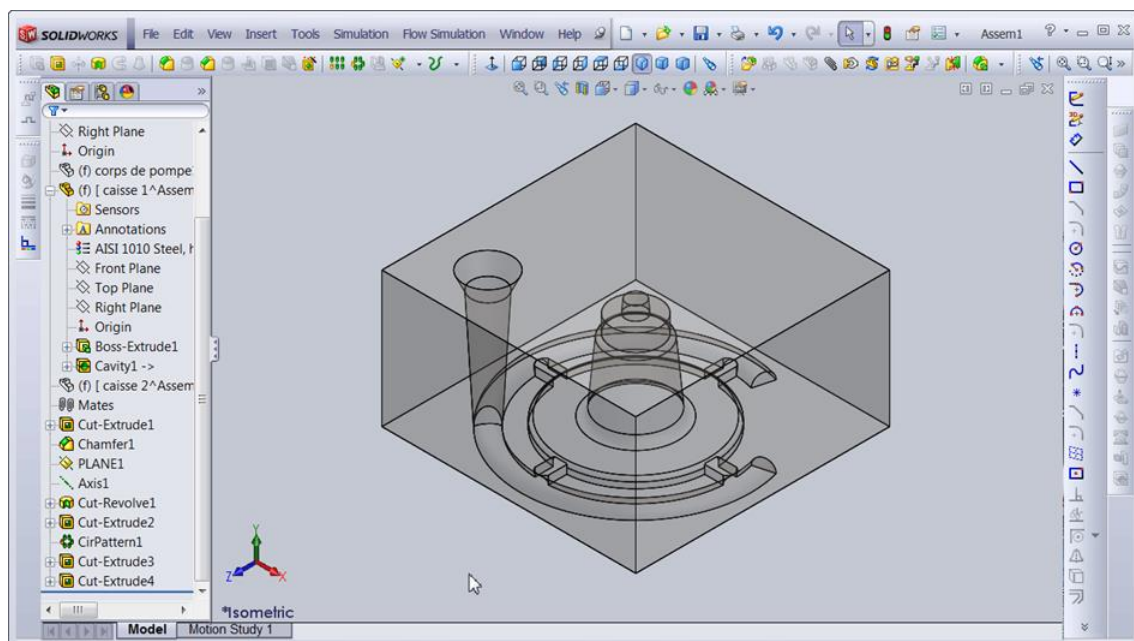 SOLIDWORKS File Edit View Insert Tools Simulation Flow Simulation Window Help Assem1
Right Plane
Origin
(f) corps de pompe
(f) [ caisse 1^Assem
Sensors
Annotations
AISI 1010 Steel, h
Front Plane
Top Plane
Right Plane
Origin
Boss-Extrude1
Cavity1 ->
(f) [ caisse 2^Assem
Mates
Cut-Extrude1
Chamfer1
PLANE1
Axis1
Cut-Revolve1
Cut-Extrude2
CirPattern1
Cut-Extrude3
Cut-Extrude4
Y
Z X
*Isometric
Model Motion Study 1